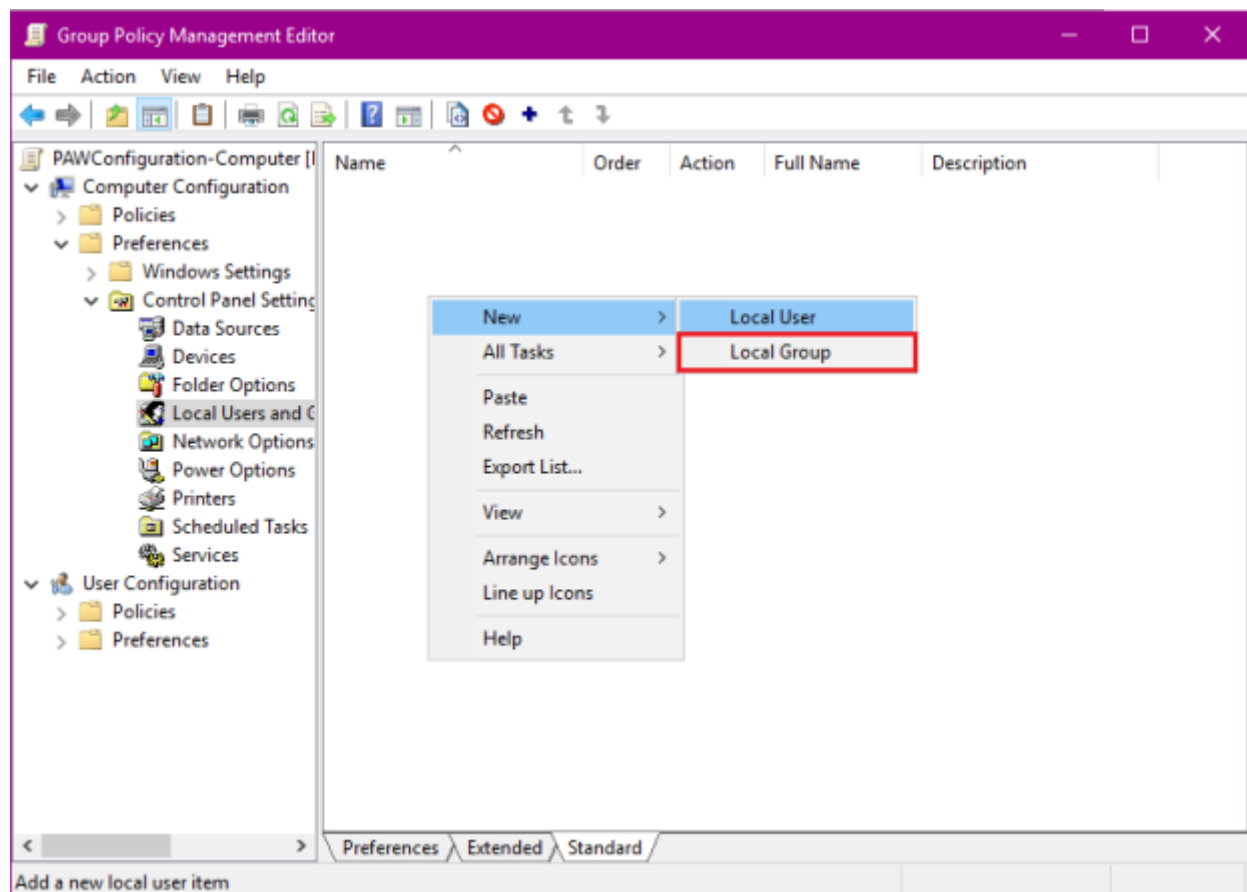 Group Policy Management Editor
File Action View Help
PAWConfiguration-Computer [
Computer Configuration
Policies
Preferences
Windows Settings
Control Panel Setting
Data Sources
Devices
Folder Options
Local Users and G
Network Options
Power Options
Printers
Scheduled Tasks
Services
User Configuration
Policies
Preferences
Name Order Action Full Name Description
New
All Tasks
Paste
Refresh
Export List...
View
Arrange Icons
Line up Icons
Help
Local User
Local Group
Preferences Extended Standard
Add a new local user item